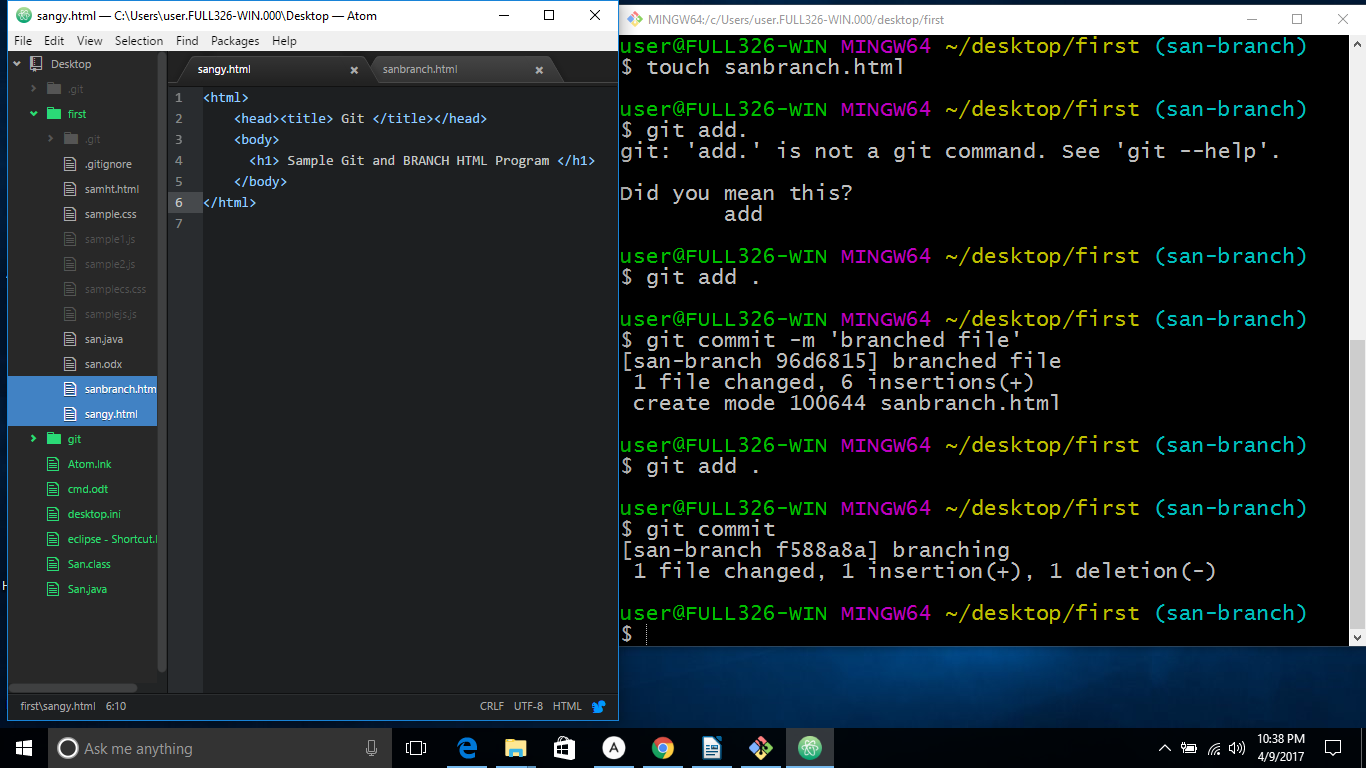 sangy.html — C:\Users\user.FULL326-WIN.000\Desktop — Atom
File Edit View Selection Find Packages Help
Desktop
.git
first
.git
.gitignore
samht.html
sample.css
sample1.js
sample2.js
samplecs.css
samplejs.js
san.java
san.odx
sanbranch.htm
sangy.html
git
Atom.lnk
cmd.odt
desktop.ini
eclipse - Shortcut.l
San.class
San.java
sangy.html
sanbranch.html
1 <html>
2 <head><title> Git </title></head>
3 <body>
4 <h1> Sample Git and BRANCH HTML Program </h1>
5 </body>
6 </html>
7
first\sangy.html 6:10 CRLF UTF-8 HTML
MINGW64:/c/Users/user.FULL326-WIN.000/desktop/first
user@FULL326-WIN MINGW64 ~/desktop/first (san-branch)
$ touch sanbranch.html
user@FULL326-WIN MINGW64 ~/desktop/first (san-branch)
$ git add.
git: 'add.' is not a git command. See 'git --help'.
Did you mean this?
add
user@FULL326-WIN MINGW64 ~/desktop/first (san-branch)
$ git add .
user@FULL326-WIN MINGW64 ~/desktop/first (san-branch)
$ git commit -m 'branched file'
[san-branch 96d6815] branched file
1 file changed, 6 insertions(+)
create mode 100644 sanbranch.html
user@FULL326-WIN MINGW64 ~/desktop/first (san-branch)
$ git add .
user@FULL326-WIN MINGW64 ~/desktop/first (san-branch)
$ git commit
[san-branch f588a8a] branching
1 file changed, 1 insertion(+), 1 deletion(-)
user@FULL326-WIN MINGW64 ~/desktop/first (san-branch)
$
H
Ask me anything
10:38 PM
4/9/2017